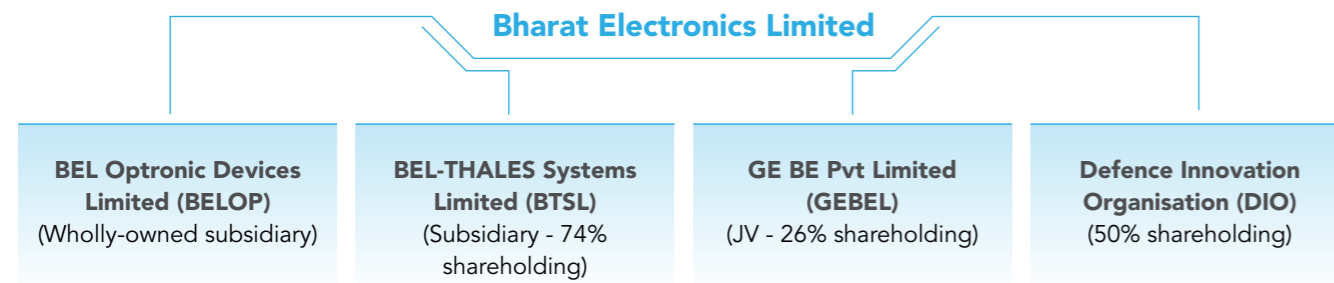 Bharat Electronics Limited
BEL Optronic Devices
Limited (BELOP)
(Wholly-owned subsidiary)
BEL-THALES Systems
Limited (BTSL)
(Subsidiary - 74%
shareholding)
GE BE Pvt Limited
(GEBEL)
(JV - 26% shareholding)
Defence Innovation
Organisation (DIO)
(50% shareholding)